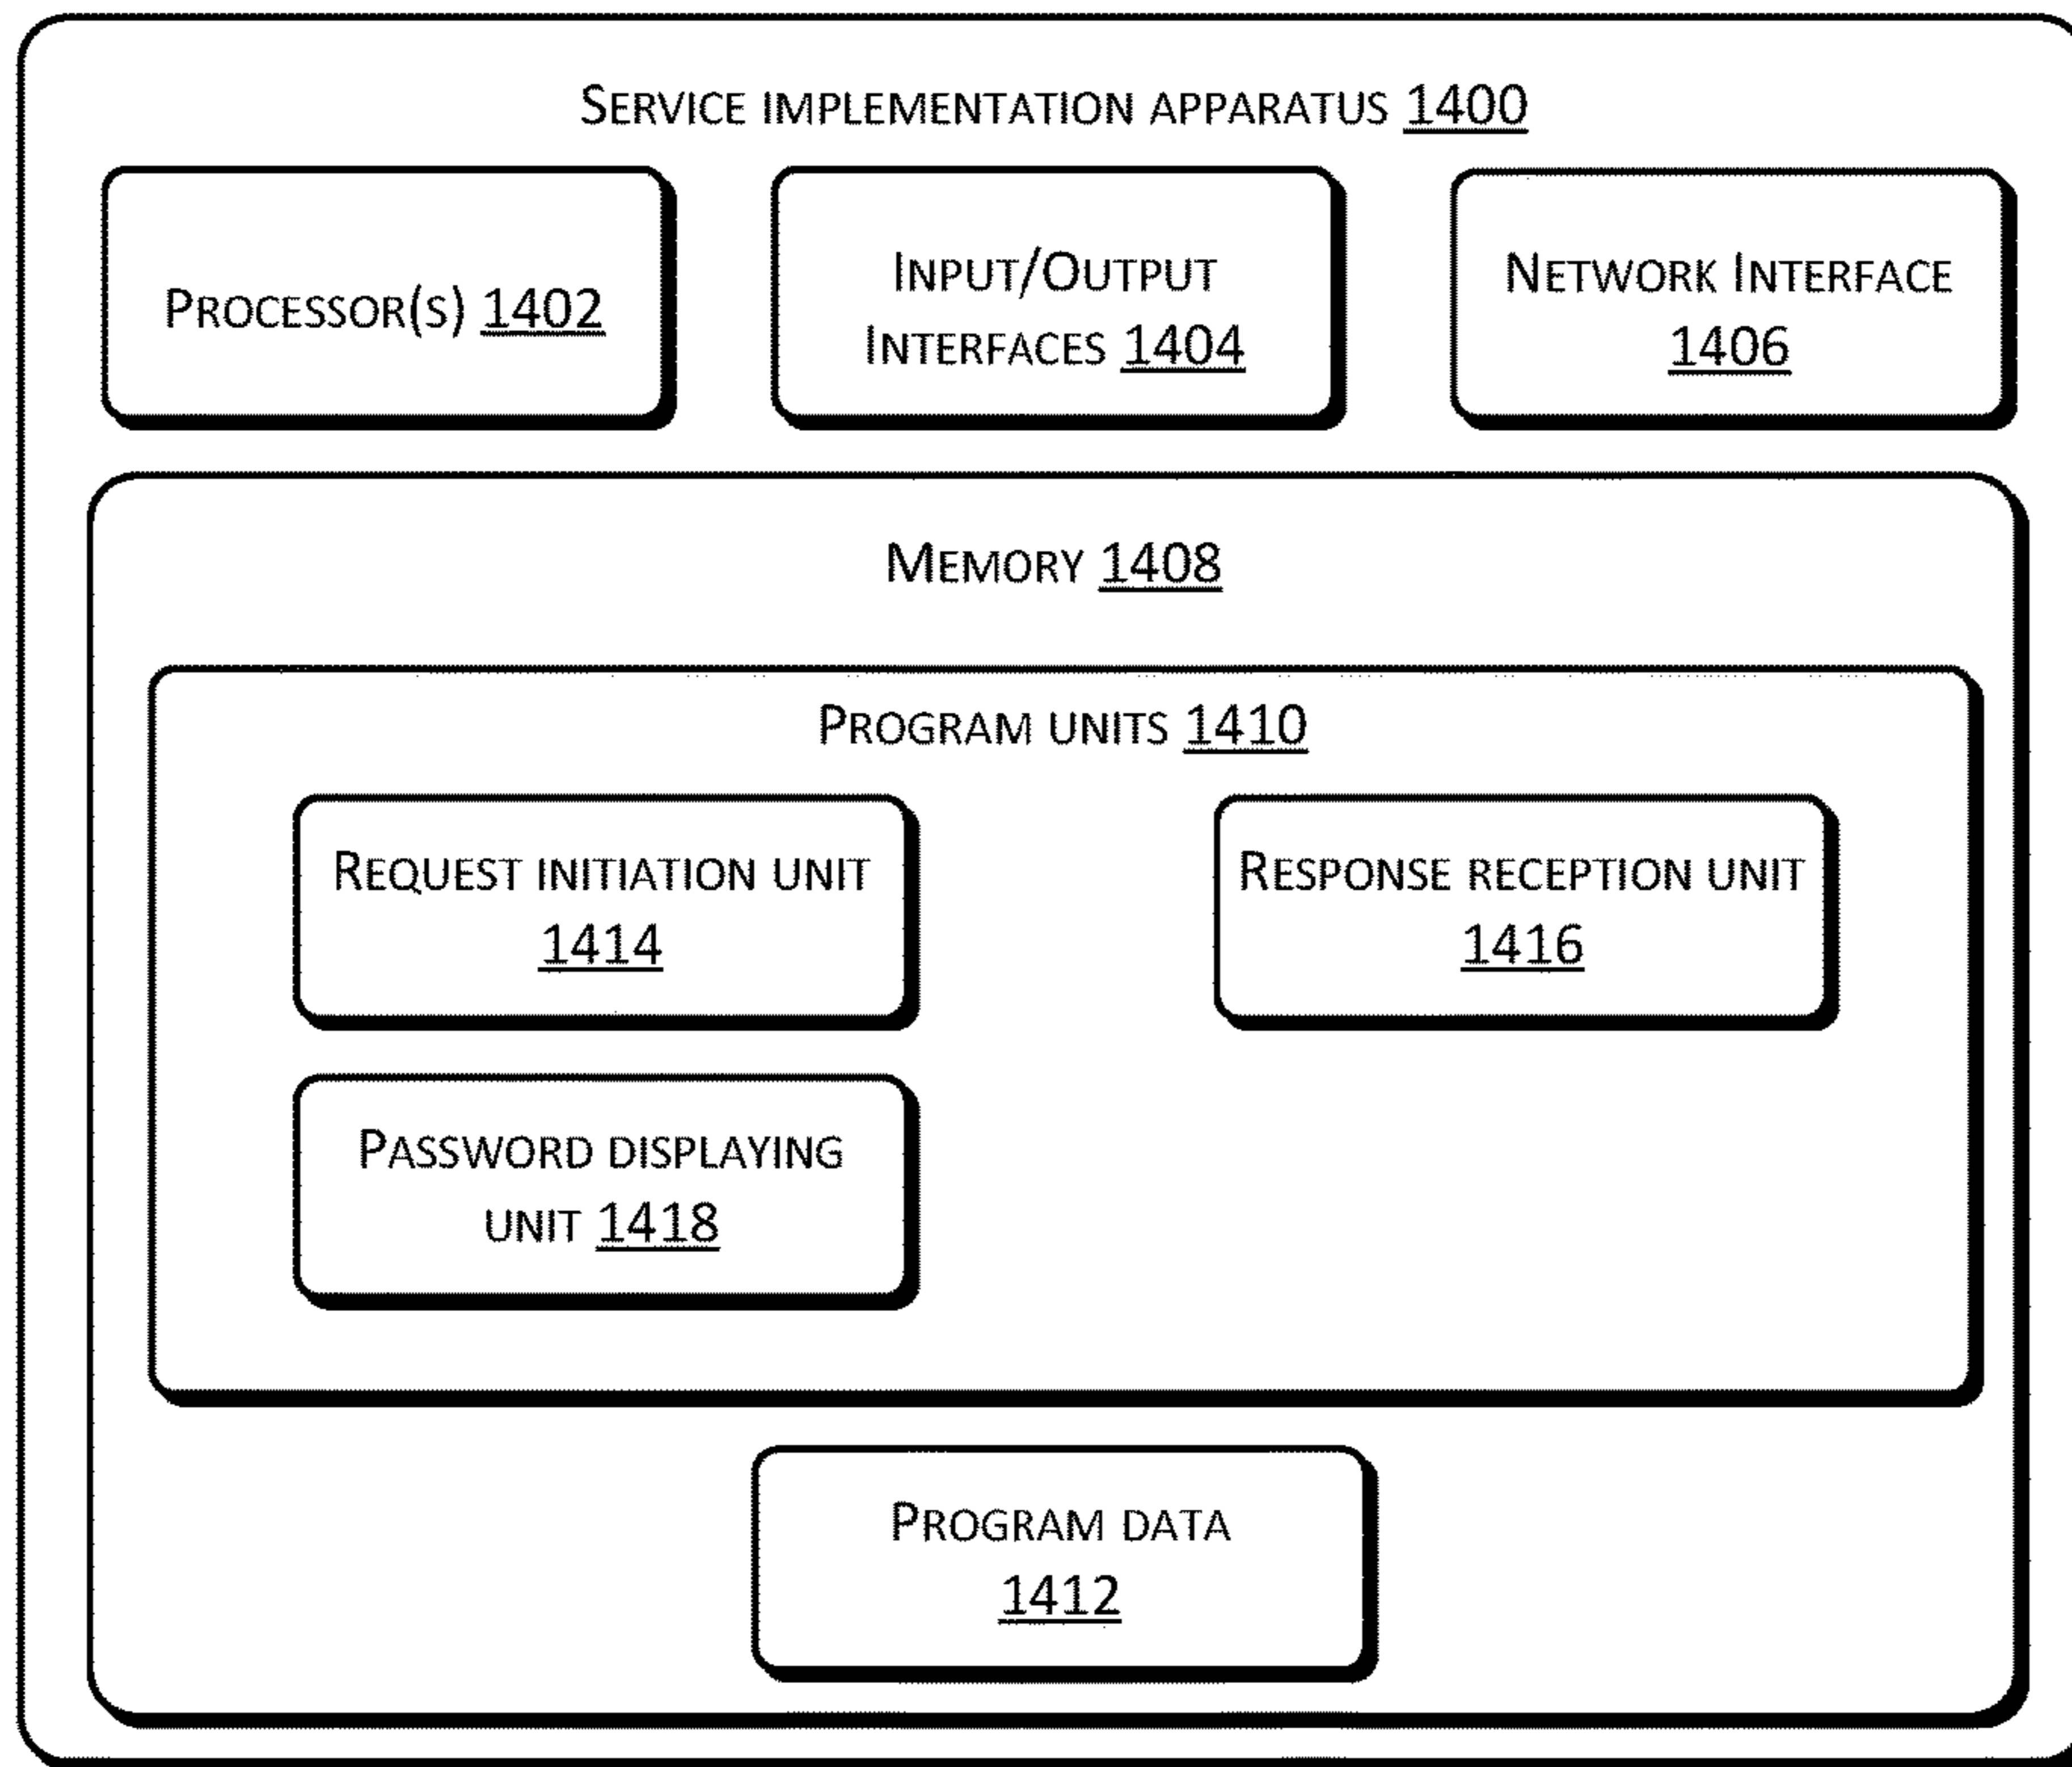 SERVICE IMPLEMENTATION APPARATUS 1400
PROCESSOR(S) 1402
INPUT/OUTPUT
INTERFACES 1404
NETWORK INTERFACE
1406
MEMORY 1408
PROGRAM UNITS 1410
REQUEST INITIATION UNIT
1414
RESPONSE RECEPTION UNIT
1416
PASSWORD DISPLAYING
UNIT 1418
PROGRAM DATA
1412